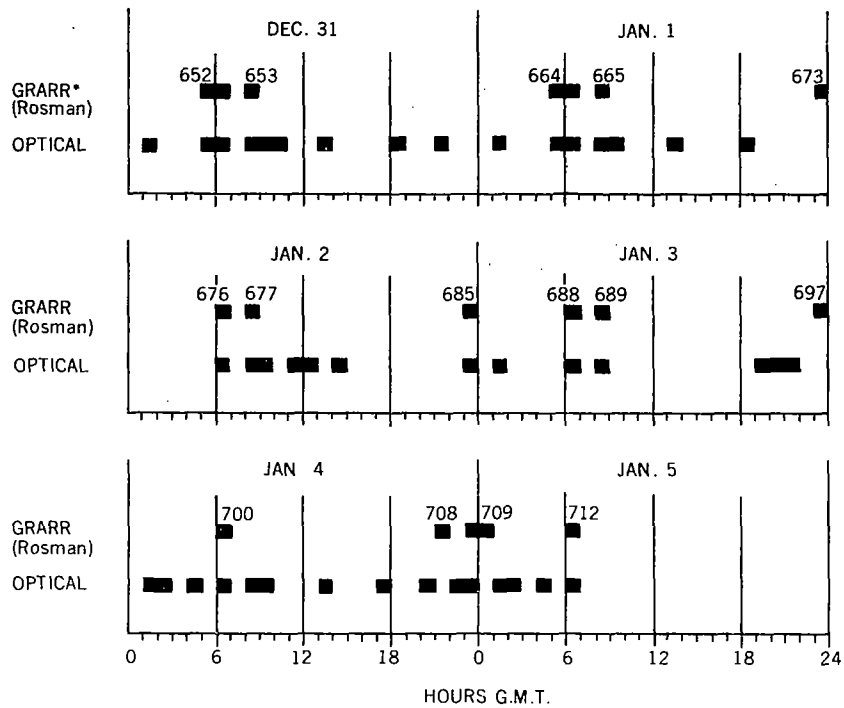 DEC. 31 JAN. 1
652 653 664 665 673
GRARR*
(Rosman)
OPTICAL
JAN. 2 JAN. 3
676 677 685 688 689 697
GRARR
(Rosman)
OPTICAL
JAN 4 JAN. 5
700 708 709 712
GRARR
(Rosman)
OPTICAL
0 6 12 18 0 6 12 18 24
HOURS G.M.T.